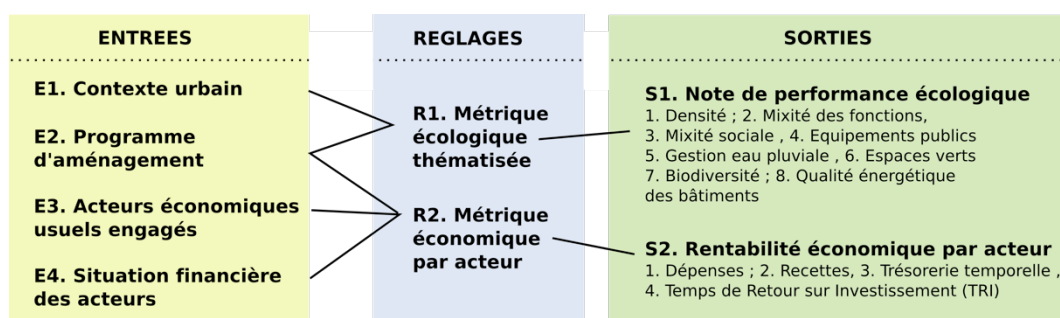 ENTREES
E1. Contexte urbain
E2. Programme
d'aménagement
E3. Acteurs économiques
usuels engagés
E4. Situation financière
des acteurs
REGLAGES
R1. Métrique
écologique
thématisée
R2. Métrique
économique
par acteur
SORTIES
S1. Note de performance écologique
1. Densité ; 2. Mixité des fonctions,
3. Mixité sociale , 4. Equipements publics
5. Gestion eau pluviale , 6. Espaces verts
7. Biodiversité ; 8. Qualité énergétique
des bâtiments
S2. Rentabilité économique par acteur
1. Dépenses ; 2. Recettes, 3. Trésorerie temporelle ,
4. Temps de Retour sur Investissement (TRI)